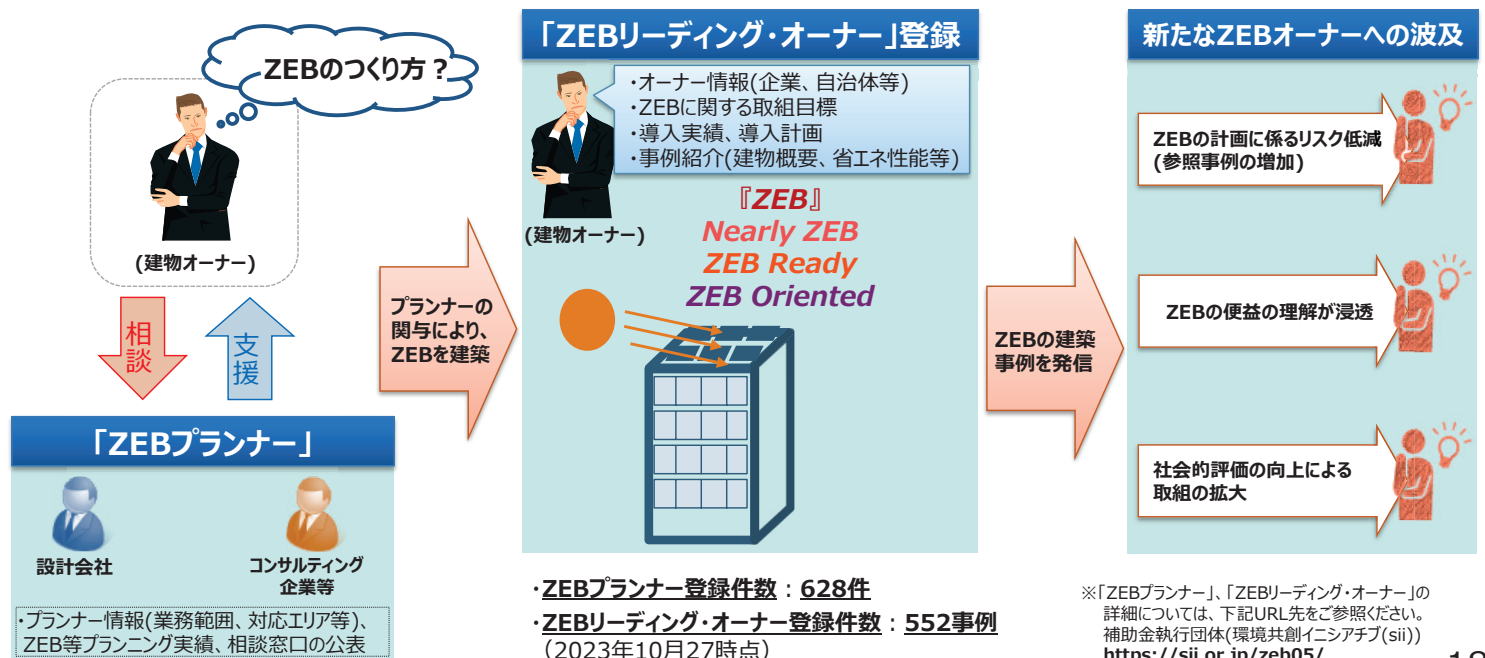 ZEBのつくり方？
(建物オーナー)
相談
支援
「ZEBプランナー」
設計会社
コンサルティング
企業等
・プランナー情報(業務範囲、対応エリア等)、
ZEB等プランニング実績、相談窓口の公表
プランナーの
関与により、
ZEBを建築
「ZEBリーディング・オーナー」登録
・オーナー情報(企業、自治体等)
・ZEBに関する取組目標
・導入実績、導入計画
・事例紹介(建物概要、省エネ性能等)
(建物オーナー)
『ZEB』
Nearly ZEB
ZEB Ready
ZEB Oriented
・ZEBプランナー登録件数：628件
・ZEBリーディング・オーナー登録件数：552事例
（2023年10月27時点）
ZEBの建築
事例を発信
新たなZEBオーナーへの波及
ZEBの計画に係るリスク低減
(参照事例の増加)
ZEBの便益の理解が浸透
社会的評価の向上による
取組の拡大
※「ZEBプランナー」、「ZEBリーディング・オーナー」の
詳細については、下記URL先をご参照ください。
補助金執行団体(環境共創イニシアチブ(sii))
https://sii.or.jp/zeb05/